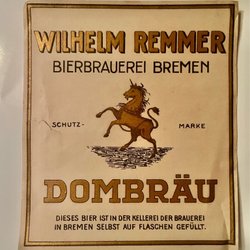 WILHELM REMMER
BIERBRAUEREI BREMEN
SCHUTZ- MARKE
DOMBRÄU
DIESES BIER IST IN DER KELLEREI DER BRAUEREI
IN BREMEN SELBST AUF FLASCHEN GEFÜLLT.